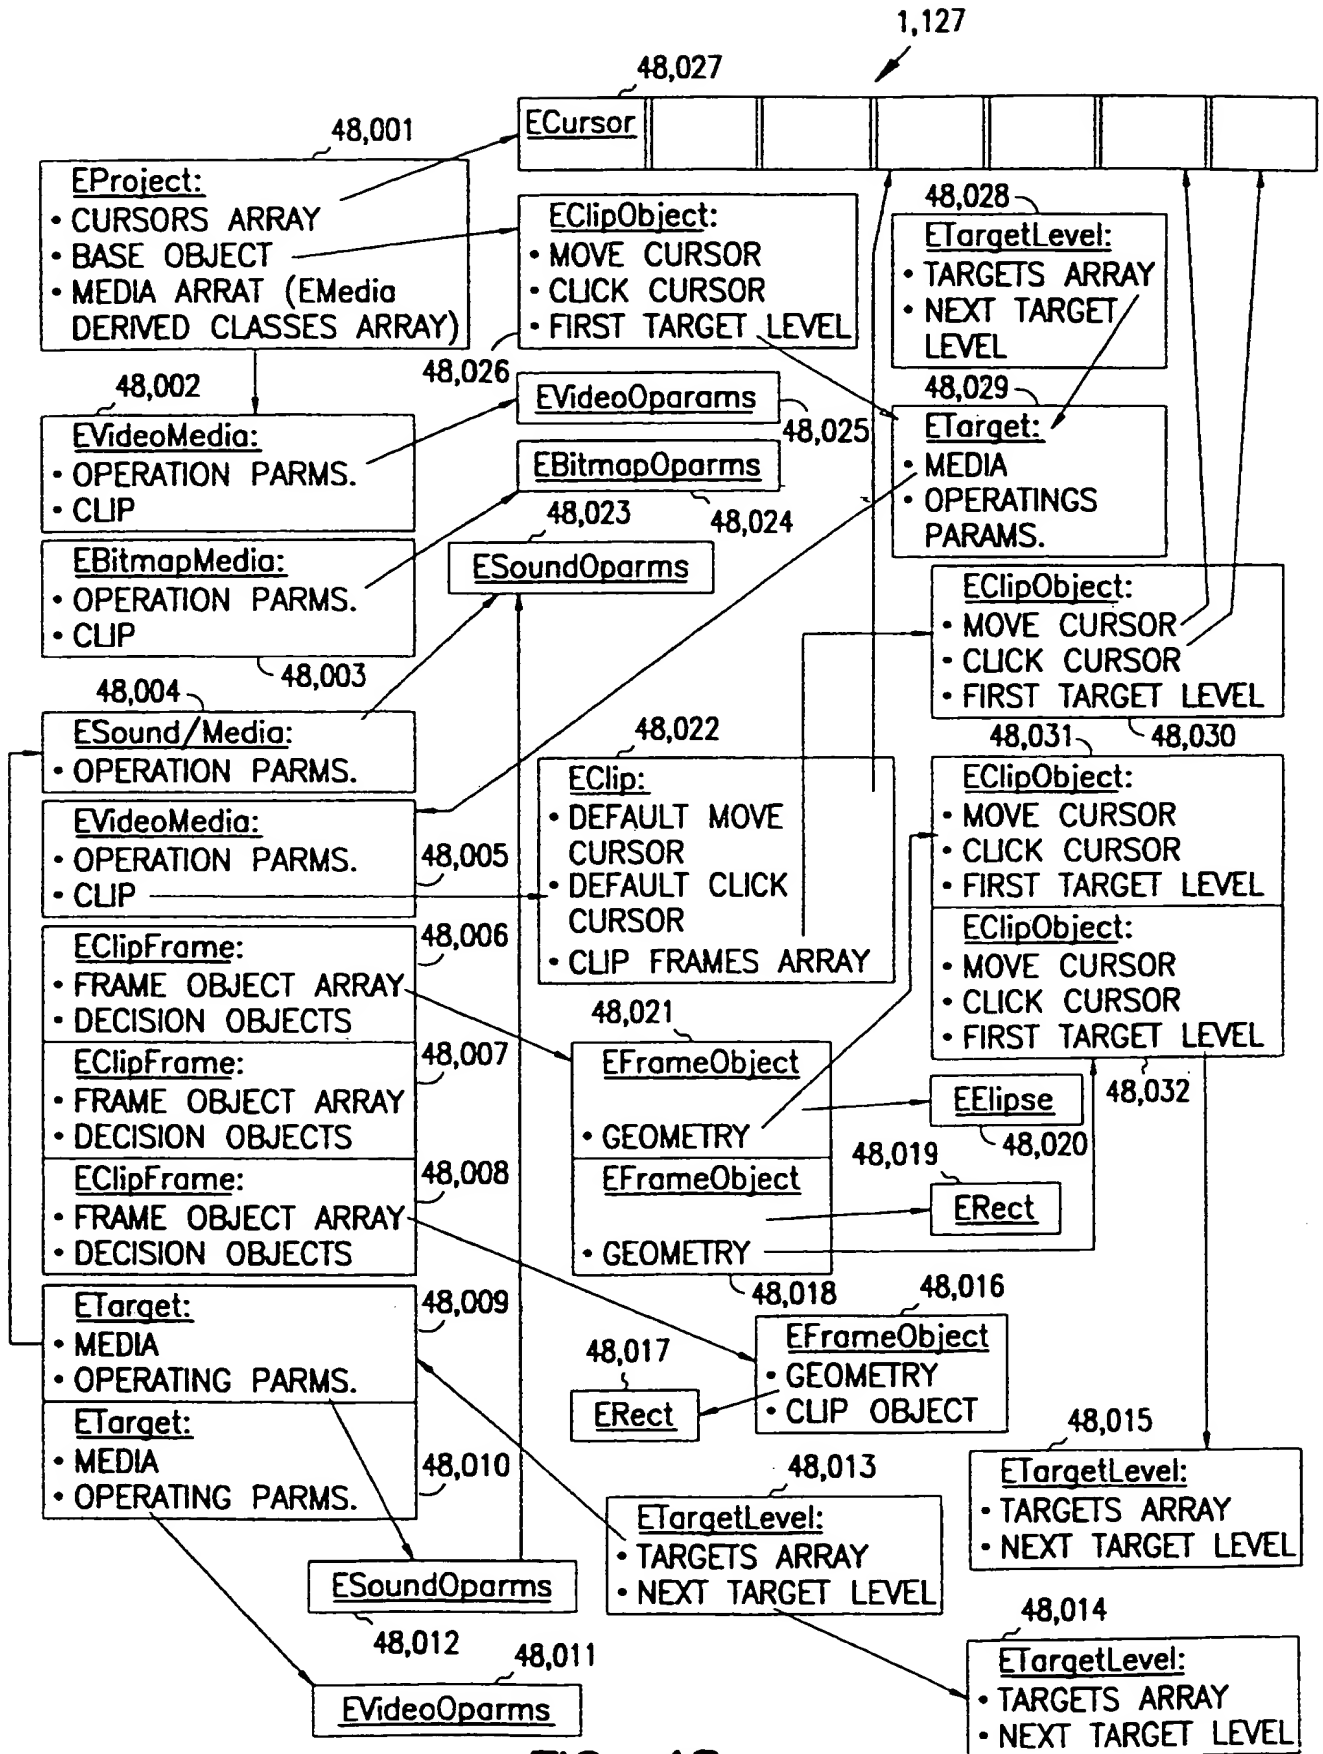 1,127
48,027
ECursor
48,001
EProject:
• CURSORS ARRAY
• BASE OBJECT
• MEDIA ARRAT (EMedia
DERIVED CLASSES ARRAY)
EClipObject:
• MOVE CURSOR
• CLICK CURSOR
• FIRST TARGET LEVEL
48,026
48,028
ETargetLevel:
• TARGETS ARRAY
• NEXT TARGET
LEVEL
48,002
EVideoMedia:
• OPERATION PARMS.
• CLIP
EVideoOparams
48,025
48,029
ETarget:
• MEDIA
• OPERATINGS
PARAMS.
EBitmapOparms
48,024
EBitmapMedia:
• OPERATION PARMS.
• CLIP
48,003
48,023
ESoundOparms
EClipObject:
• MOVE CURSOR
• CLICK CURSOR
• FIRST TARGET LEVEL
48,030
48,004
ESound/Media:
• OPERATION PARMS.
EVideoMedia:
• OPERATION PARMS.
• CLIP
48,005
48,022
EClip:
• DEFAULT MOVE
CURSOR
• DEFAULT CLICK
CURSOR
• CLIP FRAMES ARRAY
48,031
EClipObject:
• MOVE CURSOR
• CLICK CURSOR
• FIRST TARGET LEVEL
EClipObject:
• MOVE CURSOR
• CLICK CURSOR
• FIRST TARGET LEVEL
48,032
48,006
EClipFrame:
• FRAME OBJECT ARRAY
• DECISION OBJECTS
48,007
EClipFrame:
• FRAME OBJECT ARRAY
• DECISION OBJECTS
48,008
EClipFrame:
• FRAME OBJECT ARRAY
• DECISION OBJECTS
48,021
EFrameObject
• GEOMETRY
EElipse
48,020
48,019
EFrameObject
• GEOMETRY
ERect
48,018
48,009
ETarget:
• MEDIA
• OPERATING PARMS.
ETarget:
• MEDIA
• OPERATING PARMS.
48,010
48,016
EFrameObject
• GEOMETRY
• CLIP OBJECT
48,017
ERect
48,015
ETargetLevel:
• TARGETS ARRAY
• NEXT TARGET LEVEL
48,013
ETargetLevel:
• TARGETS ARRAY
• NEXT TARGET LEVEL
ESoundOparms
48,012
48,014
ETargetLevel:
• TARGETS ARRAY
• NEXT TARGET LEVEL
48,011
EVideoOparms